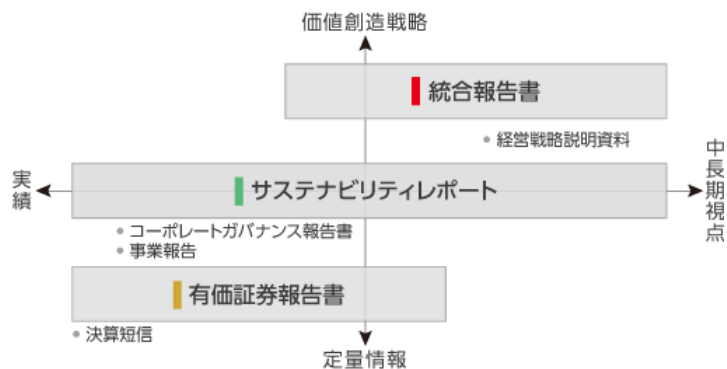 価値創造戦略
統合報告書
• 経営戦略説明資料
実績
サステナビリティレポート
中長期視点
• コーポレートガバナンス報告書
• 事業報告
有価証券報告書
• 決算短信
定量情報